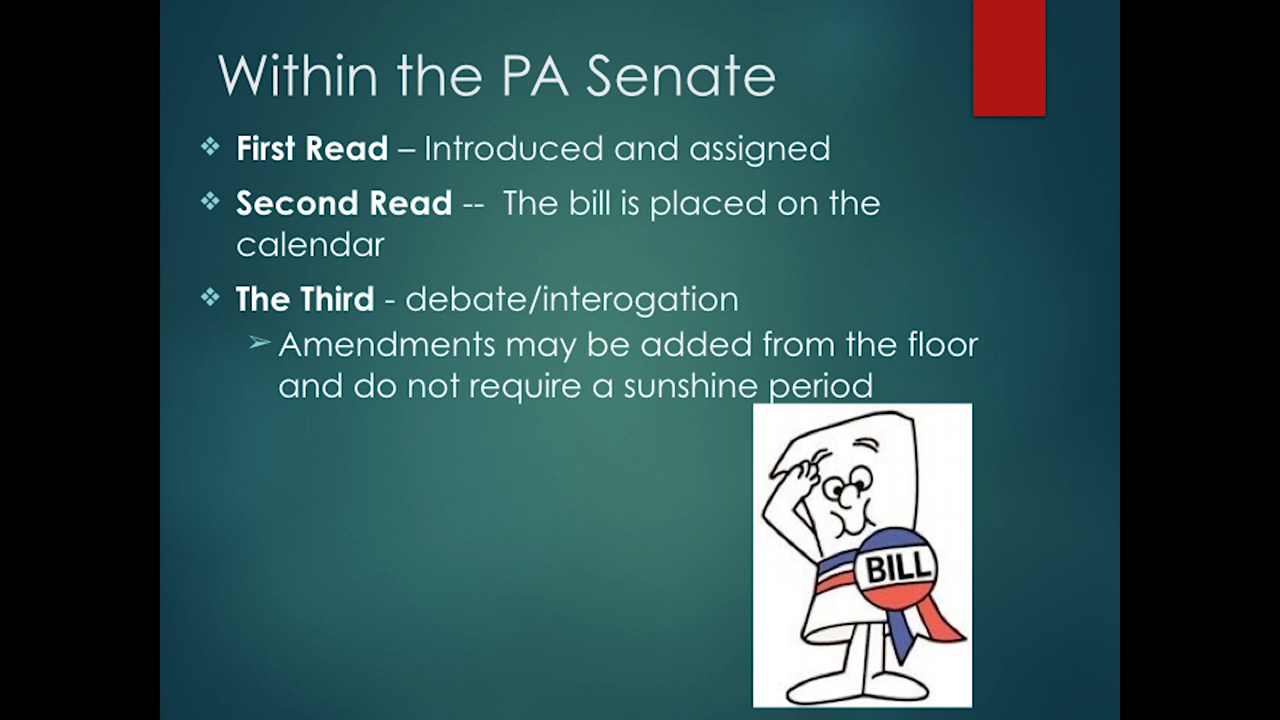 Within the PA Senate
❖ First Read – Introduced and assigned
❖ Second Read -- The bill is placed on the
calendar
❖ The Third - debate/interogation
➢ Amendments may be added from the floor
and do not require a sunshine period
BILL